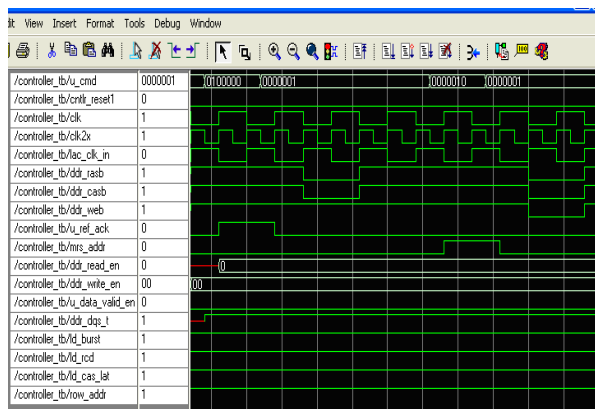 dit View Insert Format Tools Debug Window
/controller_tb/u_cmd 0000001 0100000 0000001 0000010 0000001
/controller_tb/cntlr_reset1 0
/controller_tb/clk 1
/controller_tb/clk2x 1
/controller_tb/lac_clk_in 0
/controller_tb/ddr_rasb 1
/controller_tb/ddr_casb 1
/controller_tb/ddr_web 1
/controller_tb/u_ref_ack 0
/controller_tb/mrs_addr 0
/controller_tb/ddr_read_en 0 0
/controller_tb/ddr_write_en 00 00
/controller_tb/u_data_valid_en 0
/controller_tb/ddr_dqs_t 1
/controller_tb/ld_burst 1
/controller_tb/ld_rcd 1
/controller_tb/ld_cas_lat 1
/controller_tb/row_addr 1